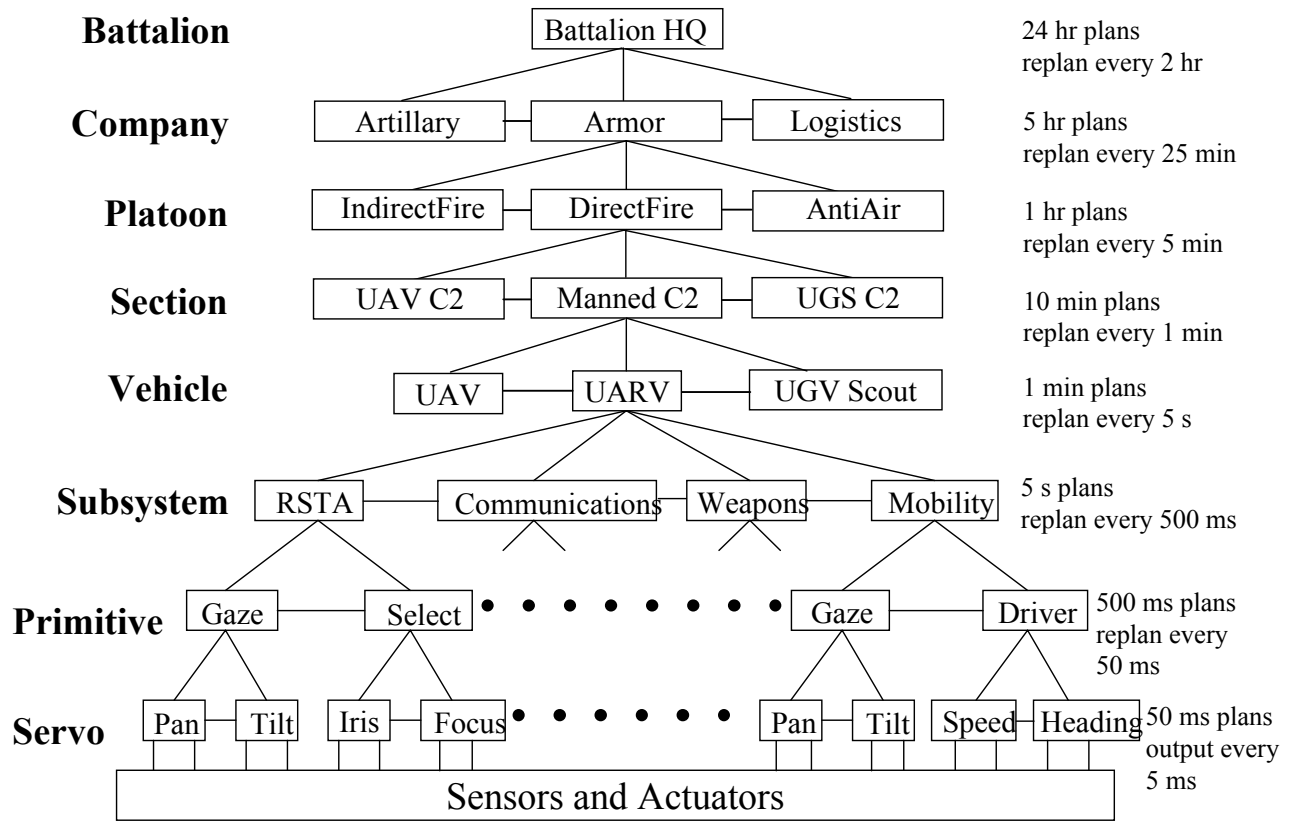 Battalion
Battalion HQ
24 hr plans
replan every 2 hr
Company
Artillary
Armor
Logistics
5 hr plans
replan every 25 min
Platoon
IndirectFire
DirectFire
AntiAir
1 hr plans
replan every 5 min
Section
UAV C2
Manned C2
UGS C2
10 min plans
replan every 1 min
Vehicle
UAV
UARV
UGV Scout
1 min plans
replan every 5 s
Subsystem
RSTA
Communications
Weapons
Mobility
5 s plans
replan every 500 ms
Primitive
Gaze
Select
Gaze
Driver
500 ms plans
replan every
50 ms
Servo
Pan
Tilt
Iris
Focus
Pan
Tilt
Speed
Heading
50 ms plans
output every
5 ms
Sensors and Actuators